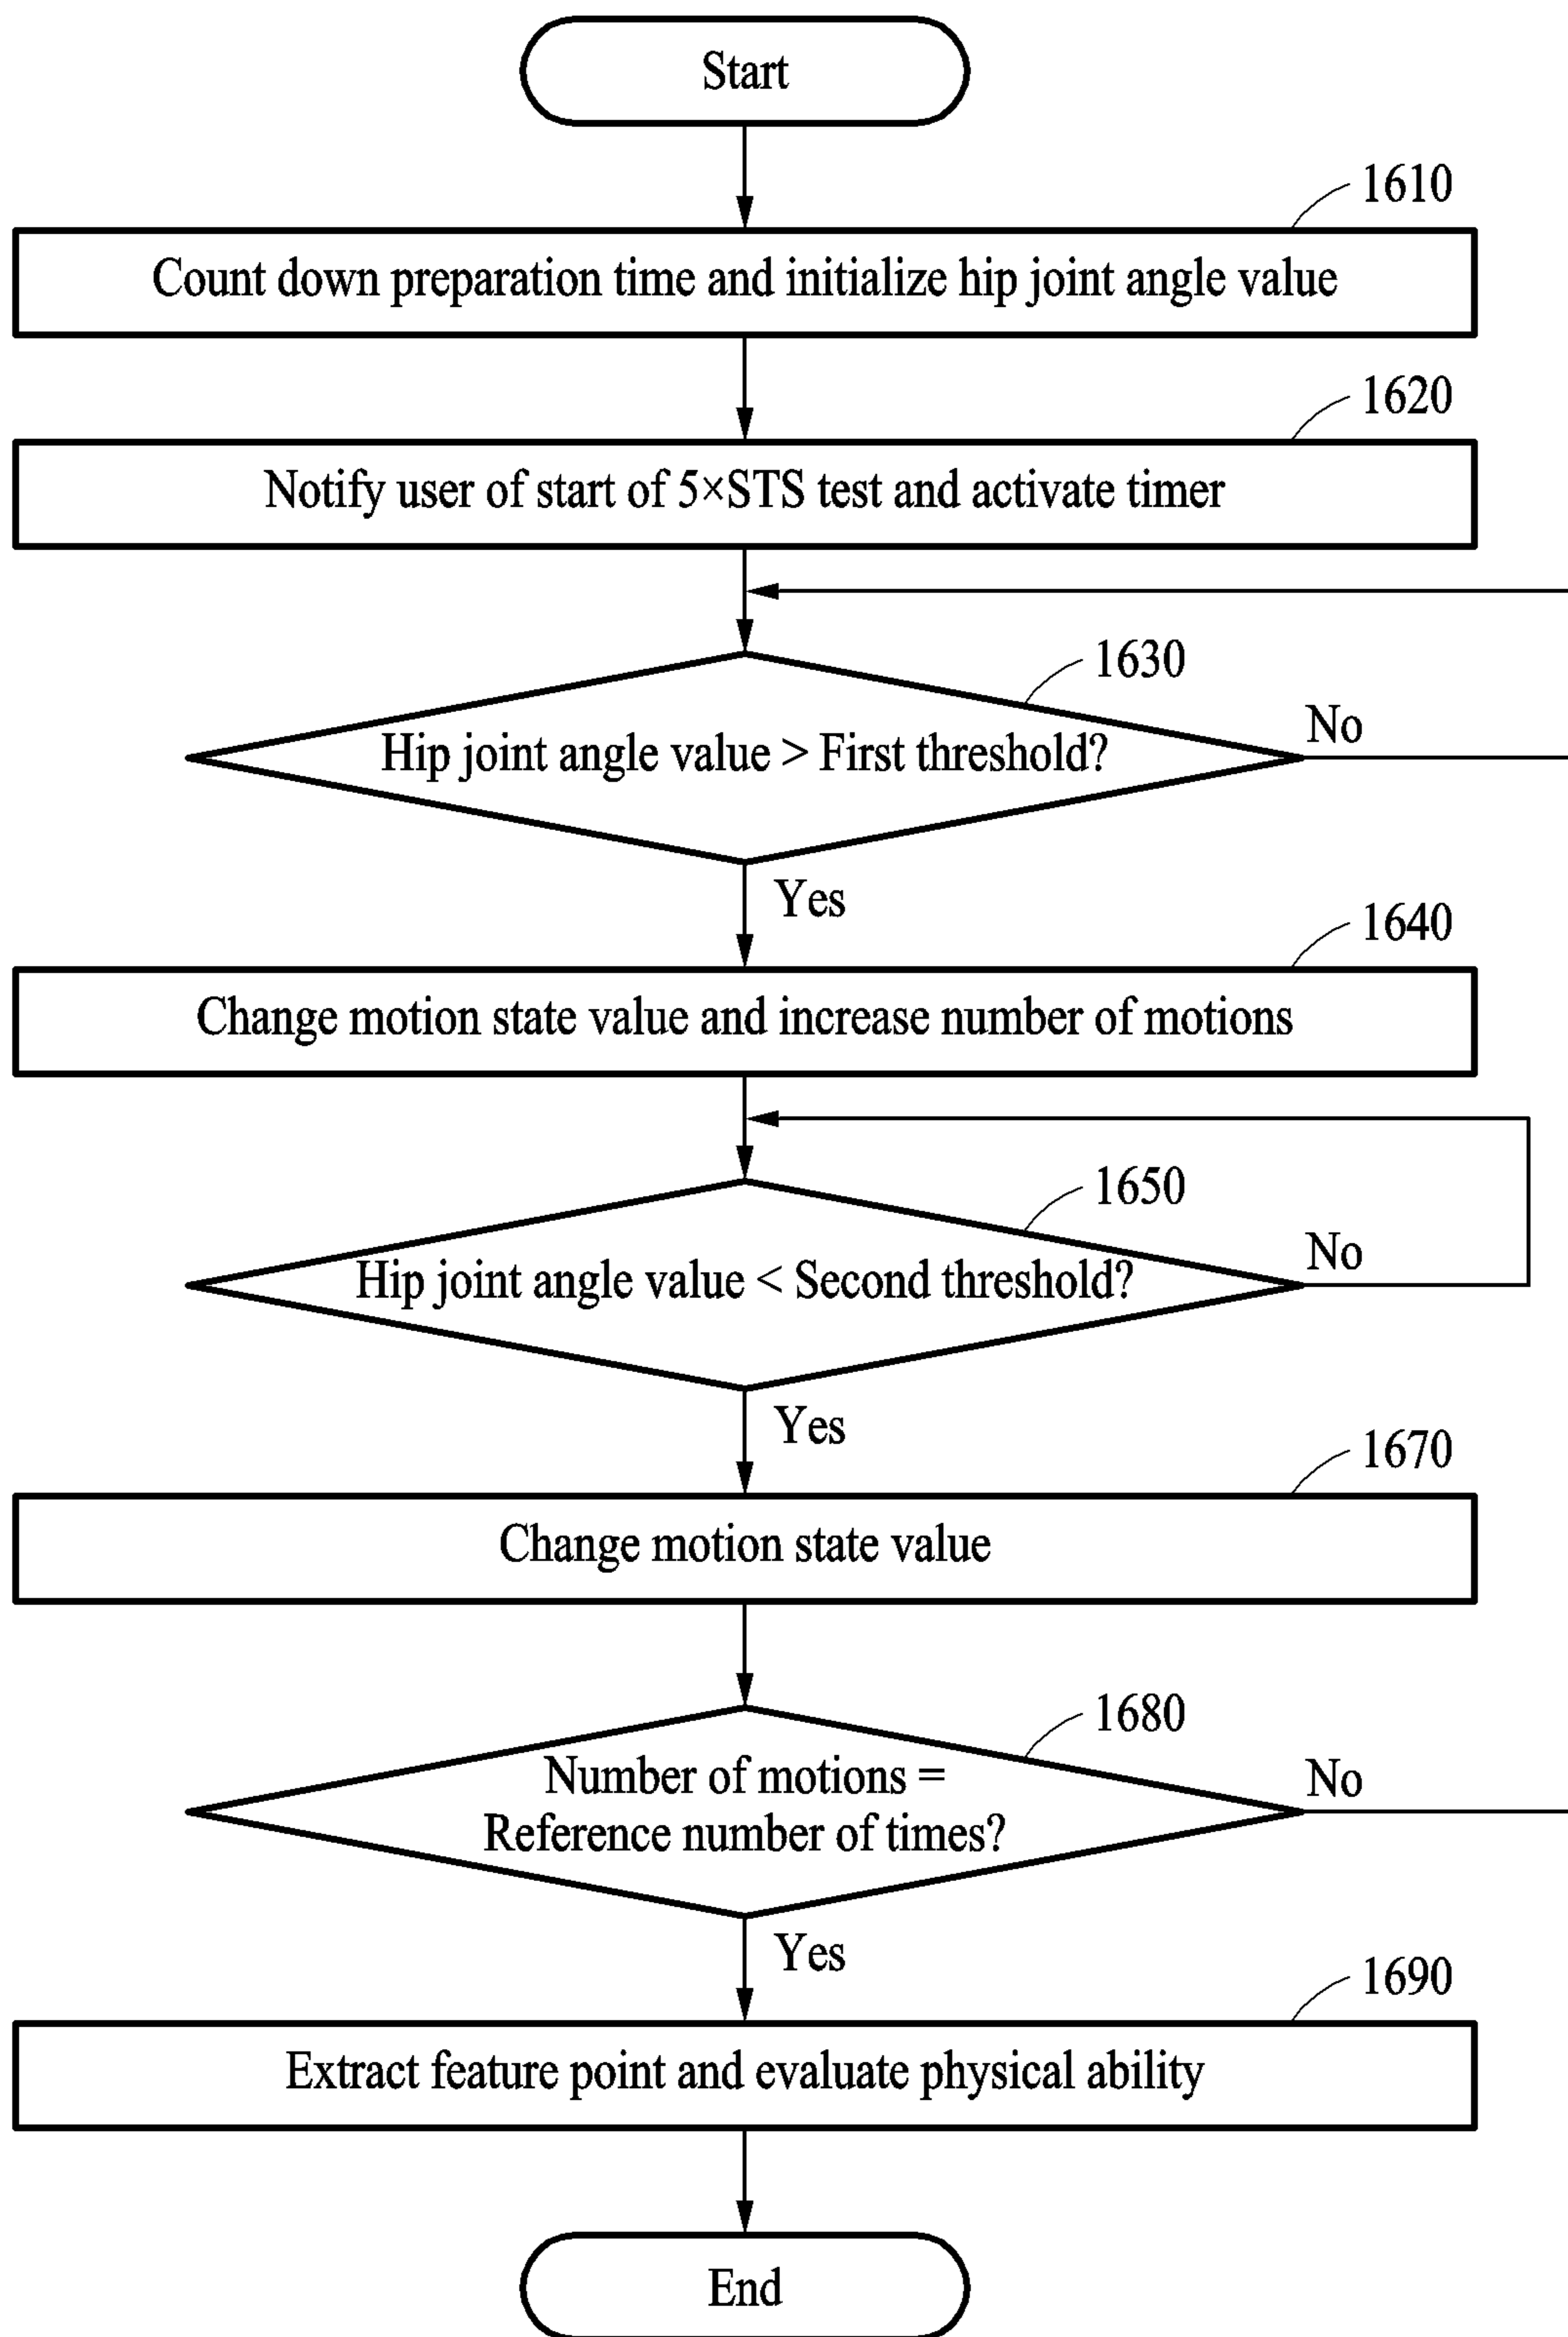 Start
1610
Count down preparation time and initialize hip joint angle value
1620
Notify user of start of 5×STS test and activate timer
1630
Hip joint angle value > First threshold?
No
Yes
1640
Change motion state value and increase number of motions
1650
Hip joint angle value < Second threshold?
No
Yes
1670
Change motion state value
1680
Number of motions =
Reference number of times?
No
Yes
1690
Extract feature point and evaluate physical ability
End